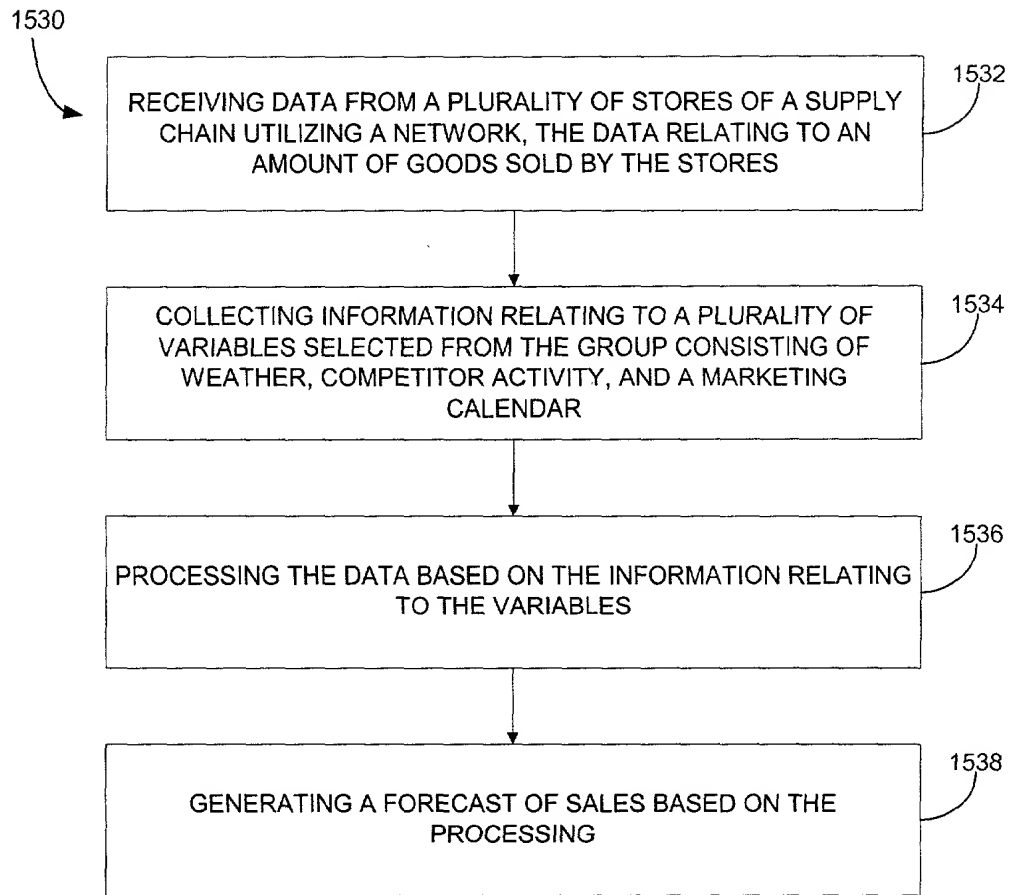 1530
1532
RECEIVING DATA FROM A PLURALITY OF STORES OF A SUPPLY
CHAIN UTILIZING A NETWORK, THE DATA RELATING TO AN
AMOUNT OF GOODS SOLD BY THE STORES
1534
COLLECTING INFORMATION RELATING TO A PLURALITY OF
VARIABLES SELECTED FROM THE GROUP CONSISTING OF
WEATHER, COMPETITOR ACTIVITY, AND A MARKETING
CALENDAR
1536
PROCESSING THE DATA BASED ON THE INFORMATION RELATING
TO THE VARIABLES
1538
GENERATING A FORECAST OF SALES BASED ON THE
PROCESSING